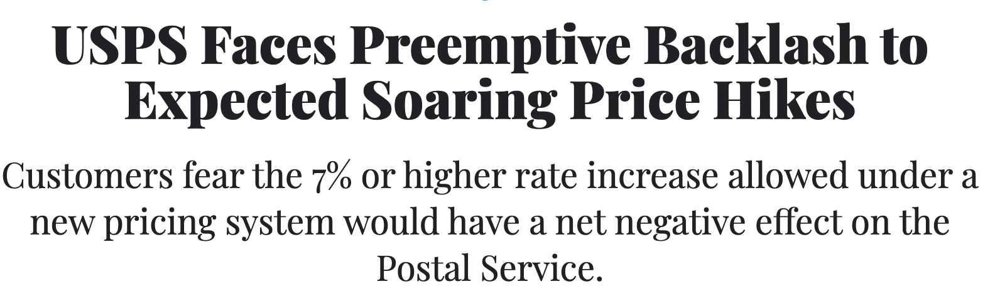 USPS Faces Preemptive Backlash to
Expected Soaring Price Hikes
Customers fear the 7% or higher rate increase allowed under a
new pricing system would have a net negative effect on the
Postal Service.